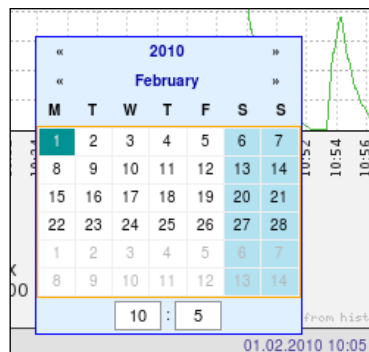 « 2010 »
« February »
M T W T F S S
1 2 3 4 5 6 7
8 9 10 11 12 13 14
15 16 17 18 19 20 21
22 23 24 25 26 27 28
1 2 3 4 5 6 7
8 9 10 11 12 13 14
10 : 5
10:52
10:54
10:56
X
00
from hist
01.02.2010 10:05